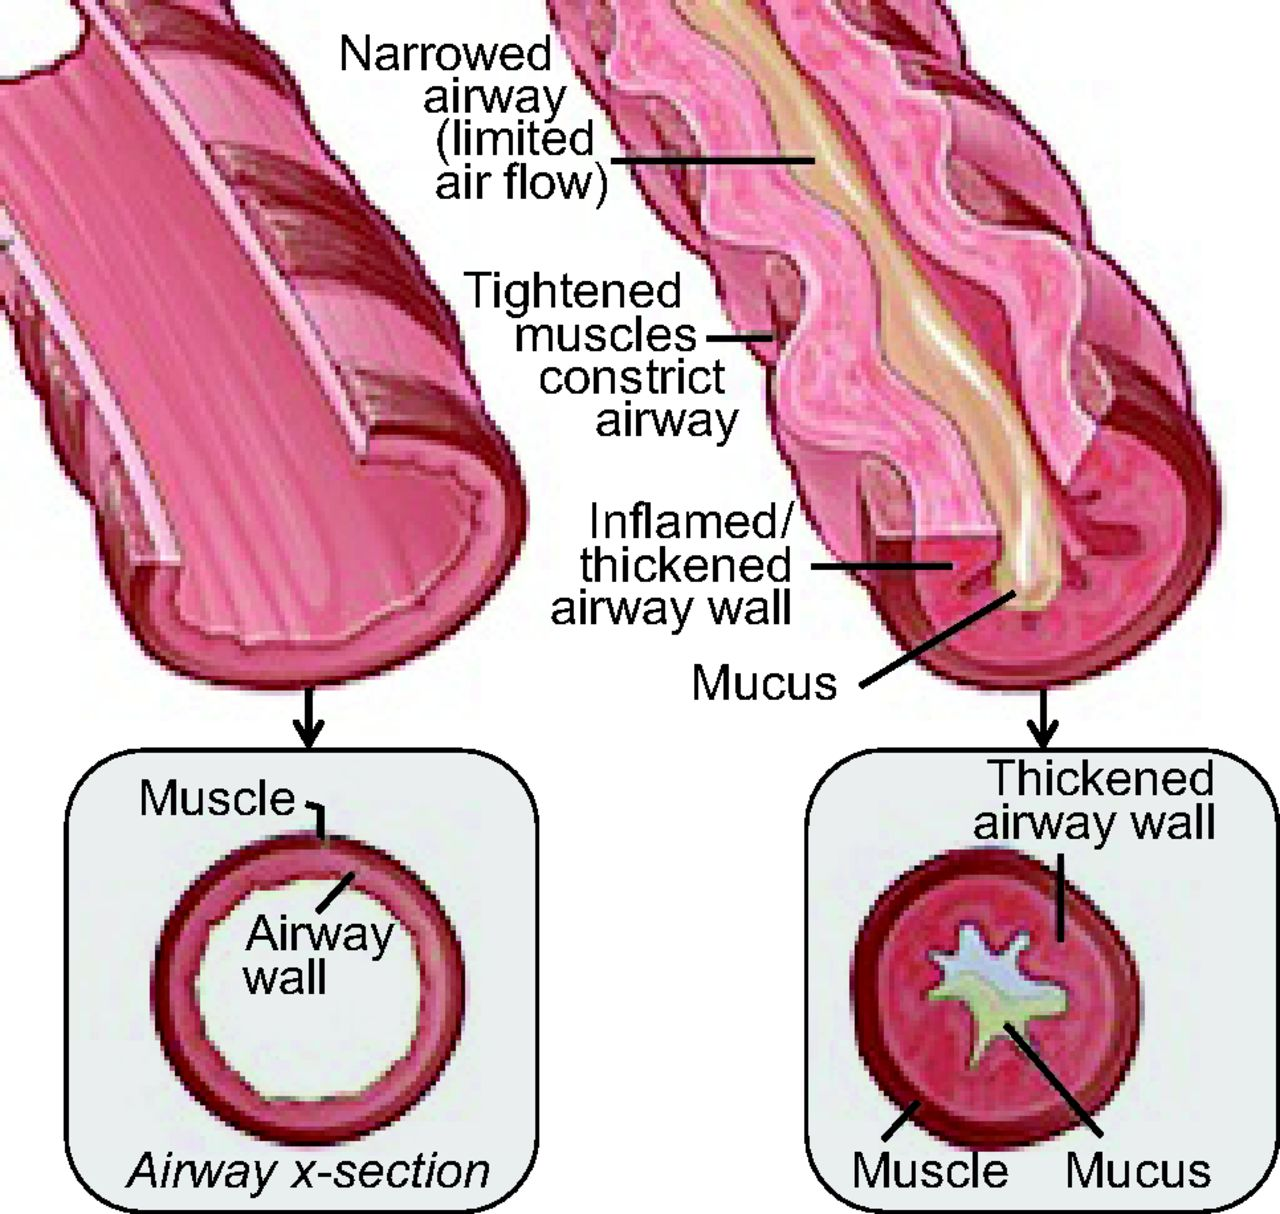 Narrowed
airway
(limited
air flow)
Tightened
muscles
constrict
airway
Inflamed/
thickened
airway wall
Mucus
Muscle
Airway
wall
Airway x-section
Thickened
airway wall
Muscle
Mucus